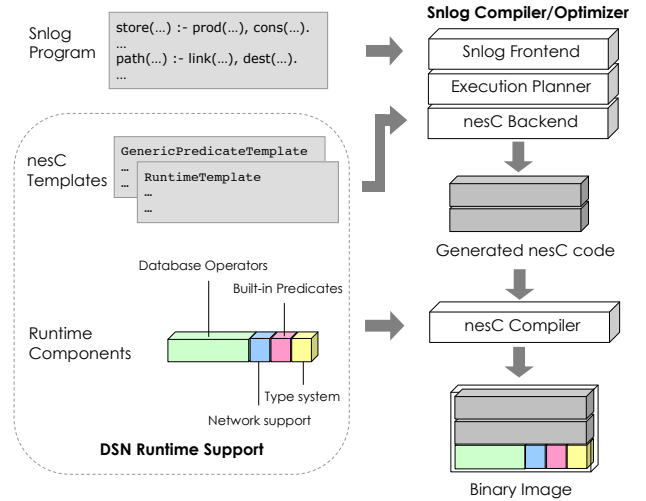 Snlog Compiler/Optimizer
Snlog
Program
store(…) :- prod(…), cons(…).
…
path(…) :- link(…), dest(…).
…
Snlog Frontend
Execution Planner
nesC Backend
nesC
Templates
GenericPredicateTemplate
…
…
RuntimeTemplate
…
…
Generated nesC code
Database Operators
Built-in Predicates
Runtime
Components
nesC Compiler
Type system
Network support
DSN Runtime Support
Binary Image